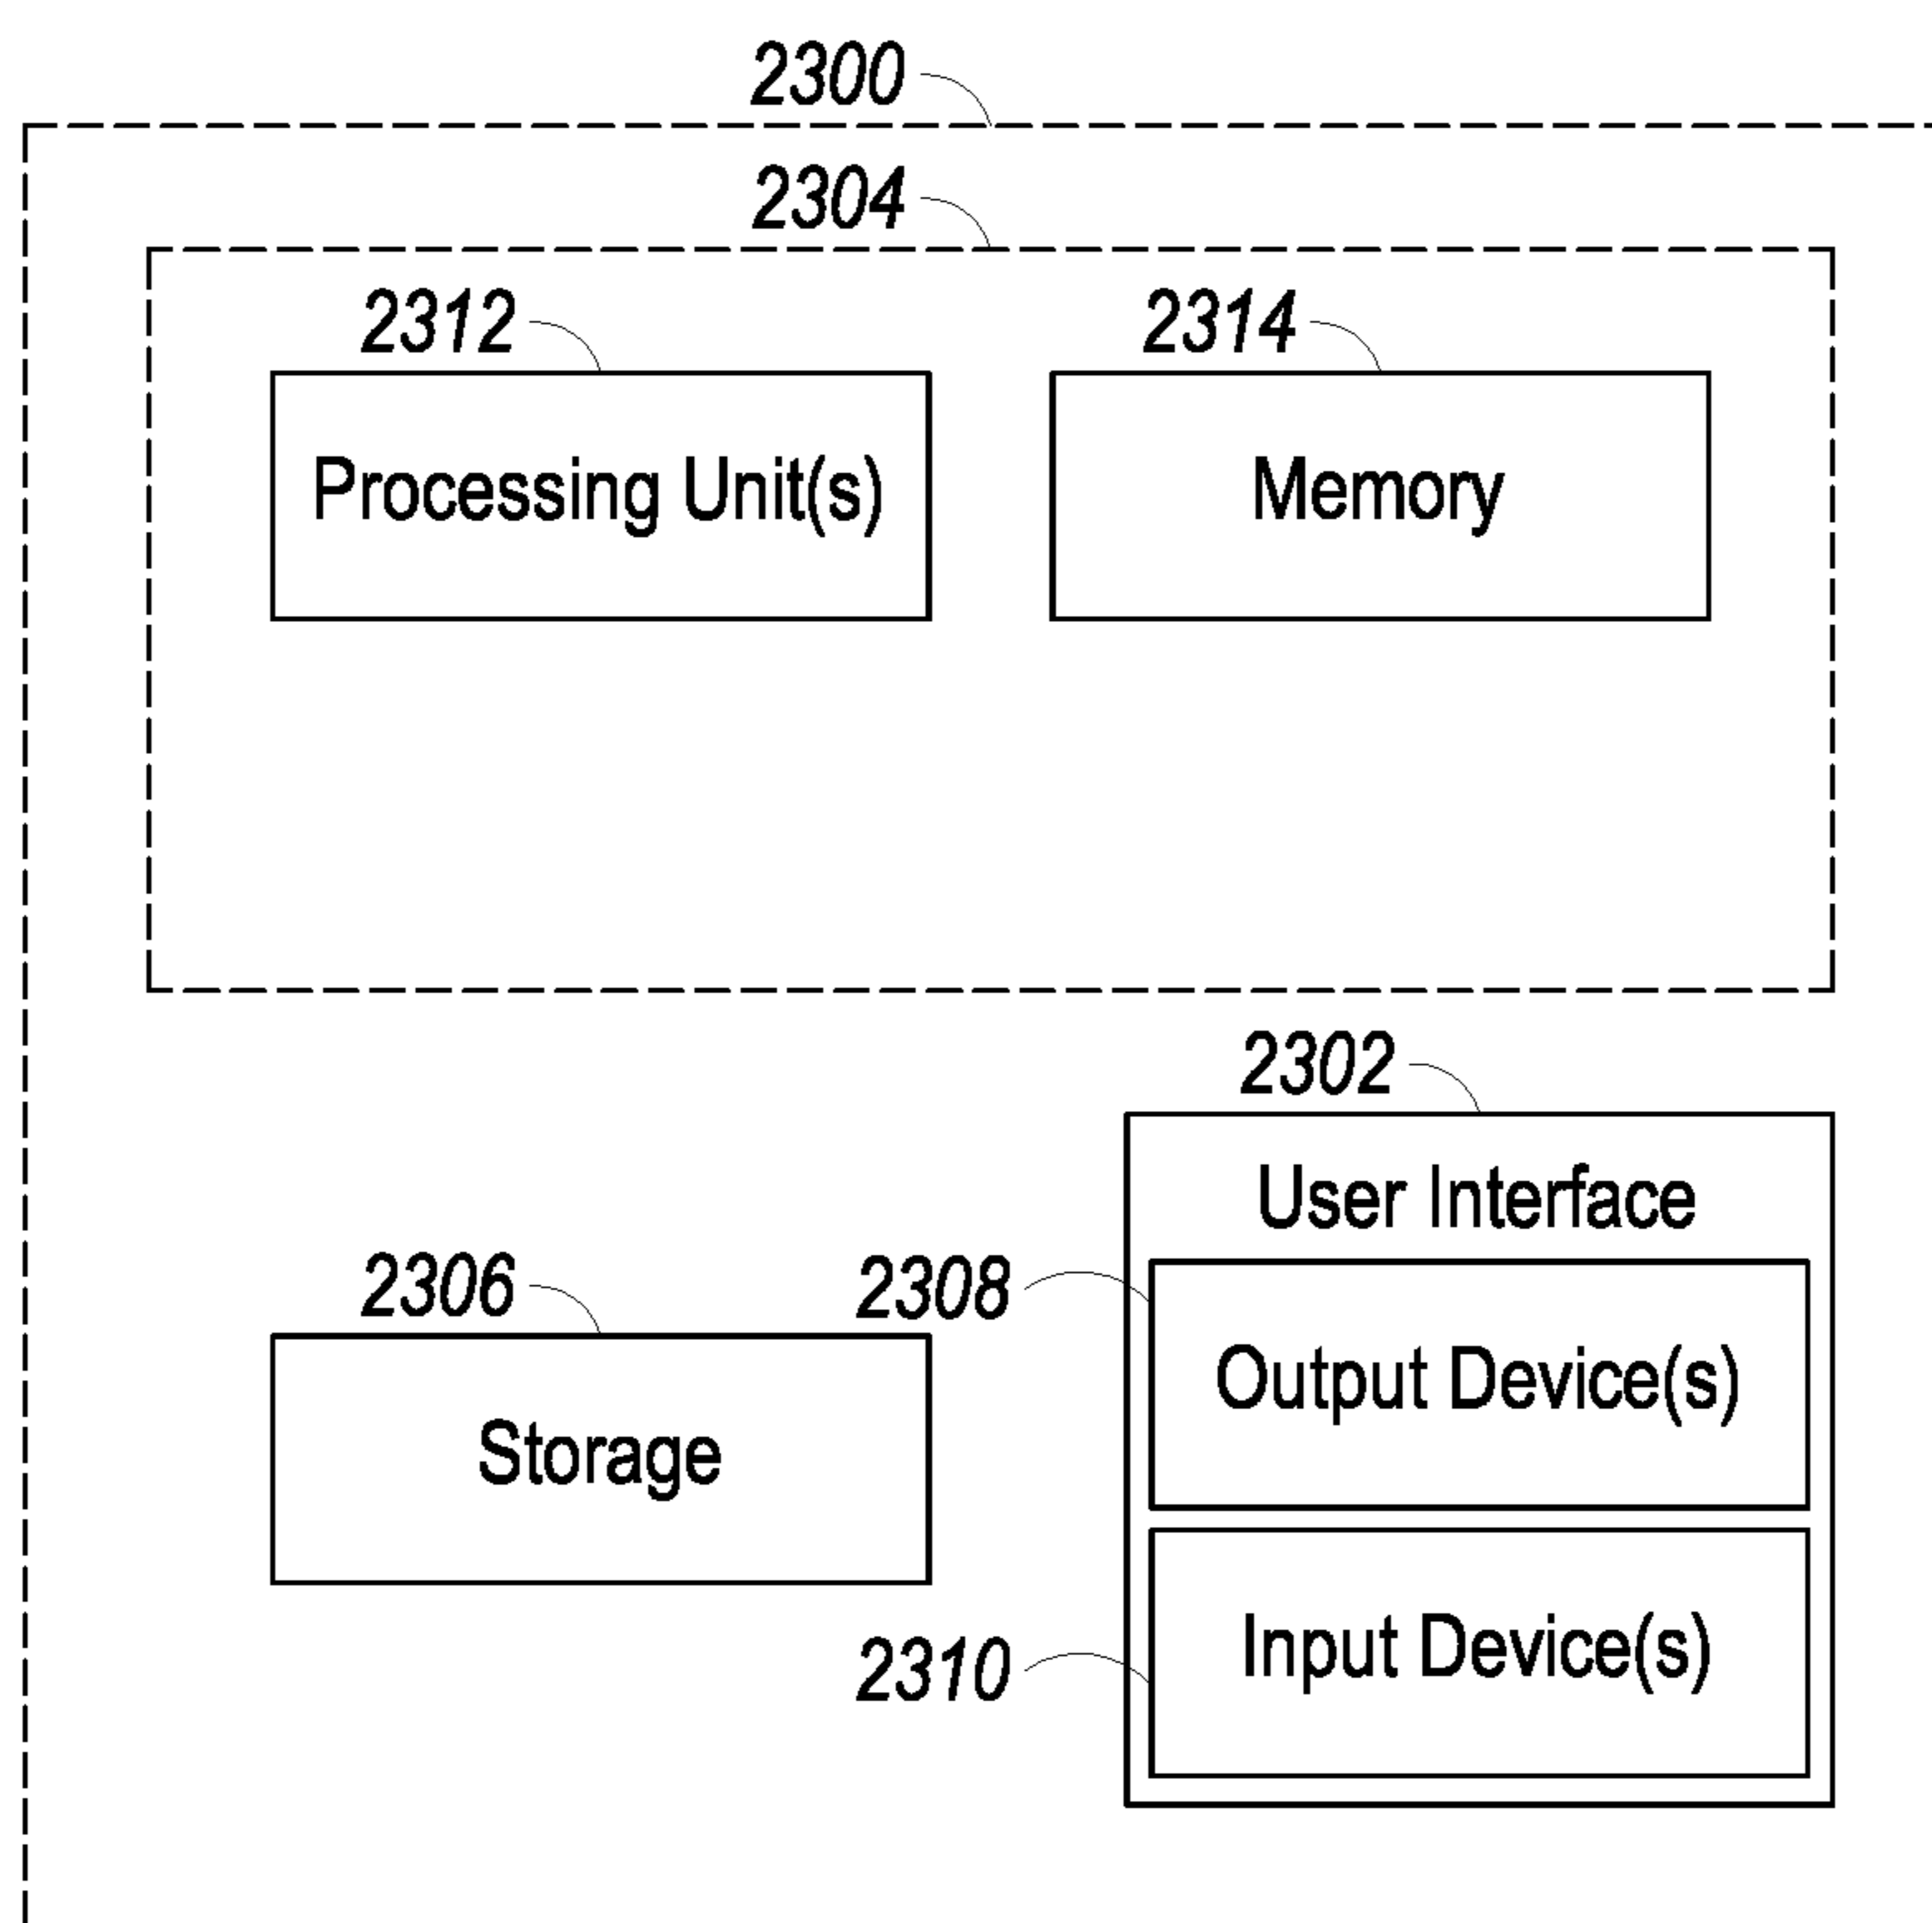 2300
2304
2312 2314
Processing Unit(s) Memory
2302
User Interface
2306 2308
Output Device(s)
Storage
Input Device(s)
2310